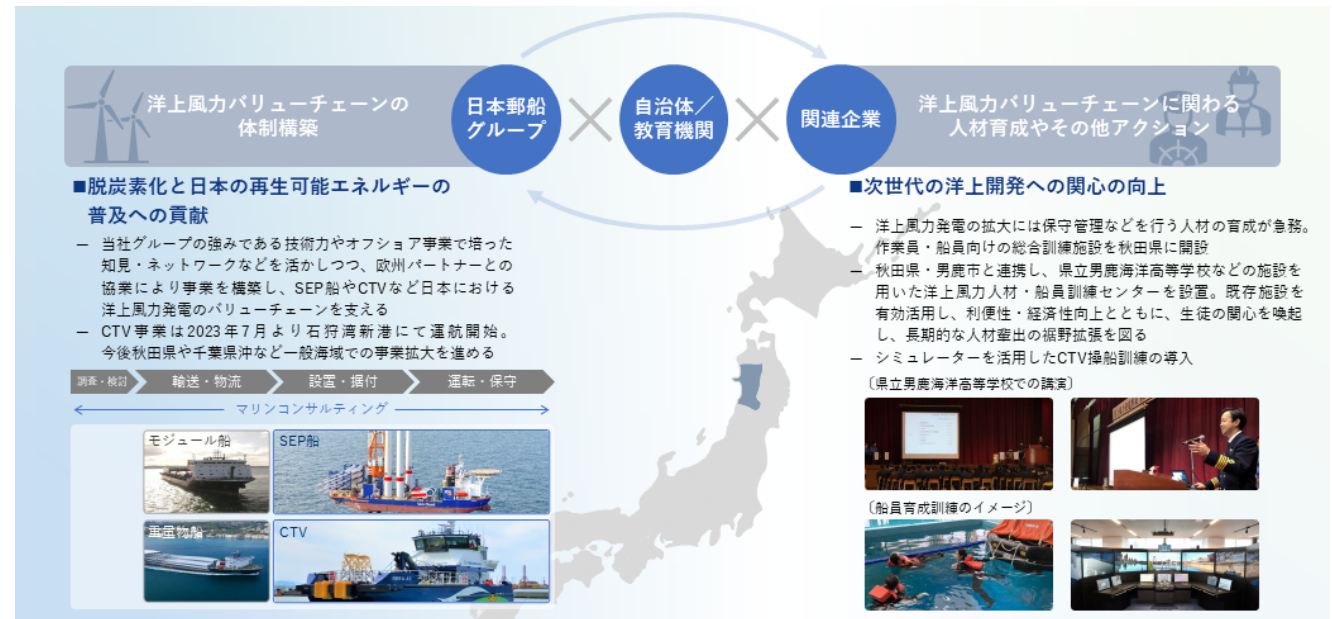 洋上風力バリューチェーンの
体制構築
日本郵船
グループ
自治体／
教育機関
関連企業
洋上風力バリューチェーンに関わる
人材育成やその他アクション
■脱炭素化と日本の再生可能エネルギーの
普及への貢献
― 当社グループの強みである技術力やオフショア事業で培った
知見・ネットワークなどを活かしつつ、欧州パートナーとの
協業により事業を構築し、SEP船やCTVなど日本における
洋上風力発電のバリューチェーンを支える
― CTV事業は2023年7月より石狩湾新港にて運航開始。
今後秋田県や千葉県沖など一般海域での事業拡大を進める
調査・検討
輸送・物流
設置・据付
運転・保守
マリンコンサルティング
モジュール船
SEP船
重量物船
CTV
■次世代の洋上開発への関心の向上
― 洋上風力発電の拡大には保守管理などを行う人材の育成が急務。
作業員・船員向けの総合訓練施設を秋田県に開設
― 秋田県・男鹿市と連携し、県立男鹿海洋高等学校などの施設を
用いた洋上風力人材・船員訓練センターを設置。既存施設を
有効活用し、利便性・経済性向上とともに、生徒の関心を喚起
し、長期的な人材輩出の裾野拡張を図る
― シミュレーターを活用したCTV操船訓練の導入
〔県立男鹿海洋高等学校での講演〕
〔船員育成訓練のイメージ〕